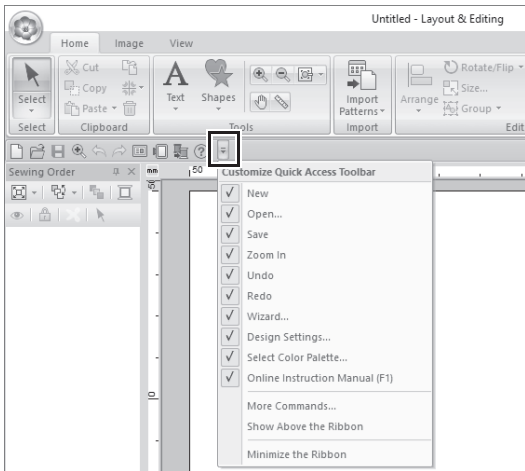 Untitled - Layout & Editing
Home Image View
Cut
Copy
Paste
Select
Text
Shapes
Import
Patterns
Arrange
Rotate/Flip
Size...
Group
Select Clipboard Tools Import Edit
Sewing Order
mm
50
Customize Quick Access Toolbar
New
Open...
Save
Zoom In
Undo
Redo
Wizard...
Design Settings...
Select Color Palette...
Online Instruction Manual (F1)
More Commands...
Show Above the Ribbon
Minimize the Ribbon
0